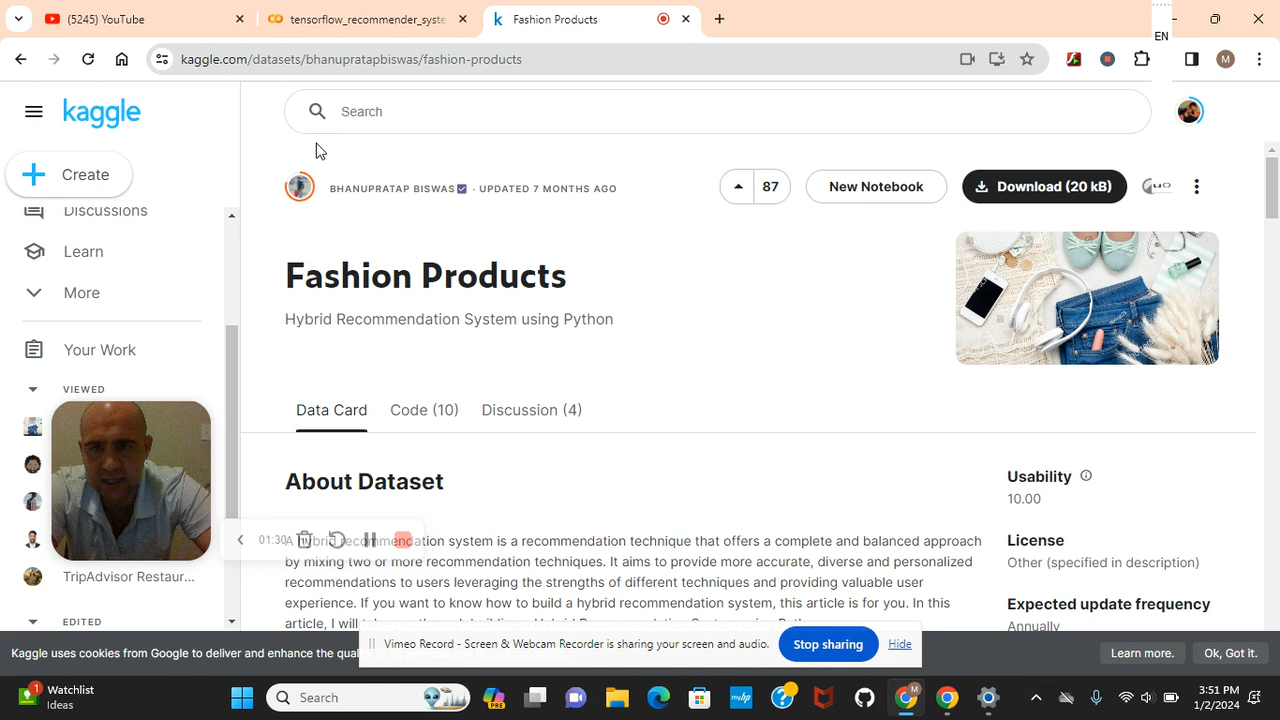 (5245) YouTube
tensorflow_recommender_syste
Fashion Products
EN
kaggle.com/datasets/bhanupratapbiswas/fashion-products
M
kaggle
Search
Create
BHANUPRATAP BISWAS · UPDATED 7 MONTHS AGO
87
New Notebook
Download (20 kB)
Discussions
Learn
More
Fashion Products
Hybrid Recommendation System using Python
Your Work
VIEWED
TripAdvisor Restaur...
EDITED
Data Card
Code (10)
Discussion (4)
About Dataset
A hybrid recommendation system is a recommendation technique that offers a complete and balanced approach
by mixing two or more recommendation techniques. It aims to provide more accurate, diverse and personalized
recommendations to users leveraging the strengths of different techniques and providing valuable user
experience. If you want to know how to build a hybrid recommendation system, this article is for you. In this
article, I will
Usability
10.00
License
Other (specified in description)
Expected update frequency
Annually
01:30
Vimeo Record - Screen & Webcam Recorder is sharing your screen and audio.
Stop sharing
Hide
Kaggle uses cookies from Google to deliver and enhance the
Learn more.
Ok, Got it.
1
Watchlist
Ideas
Search
PRE
M
3:51 PM
1/2/2024